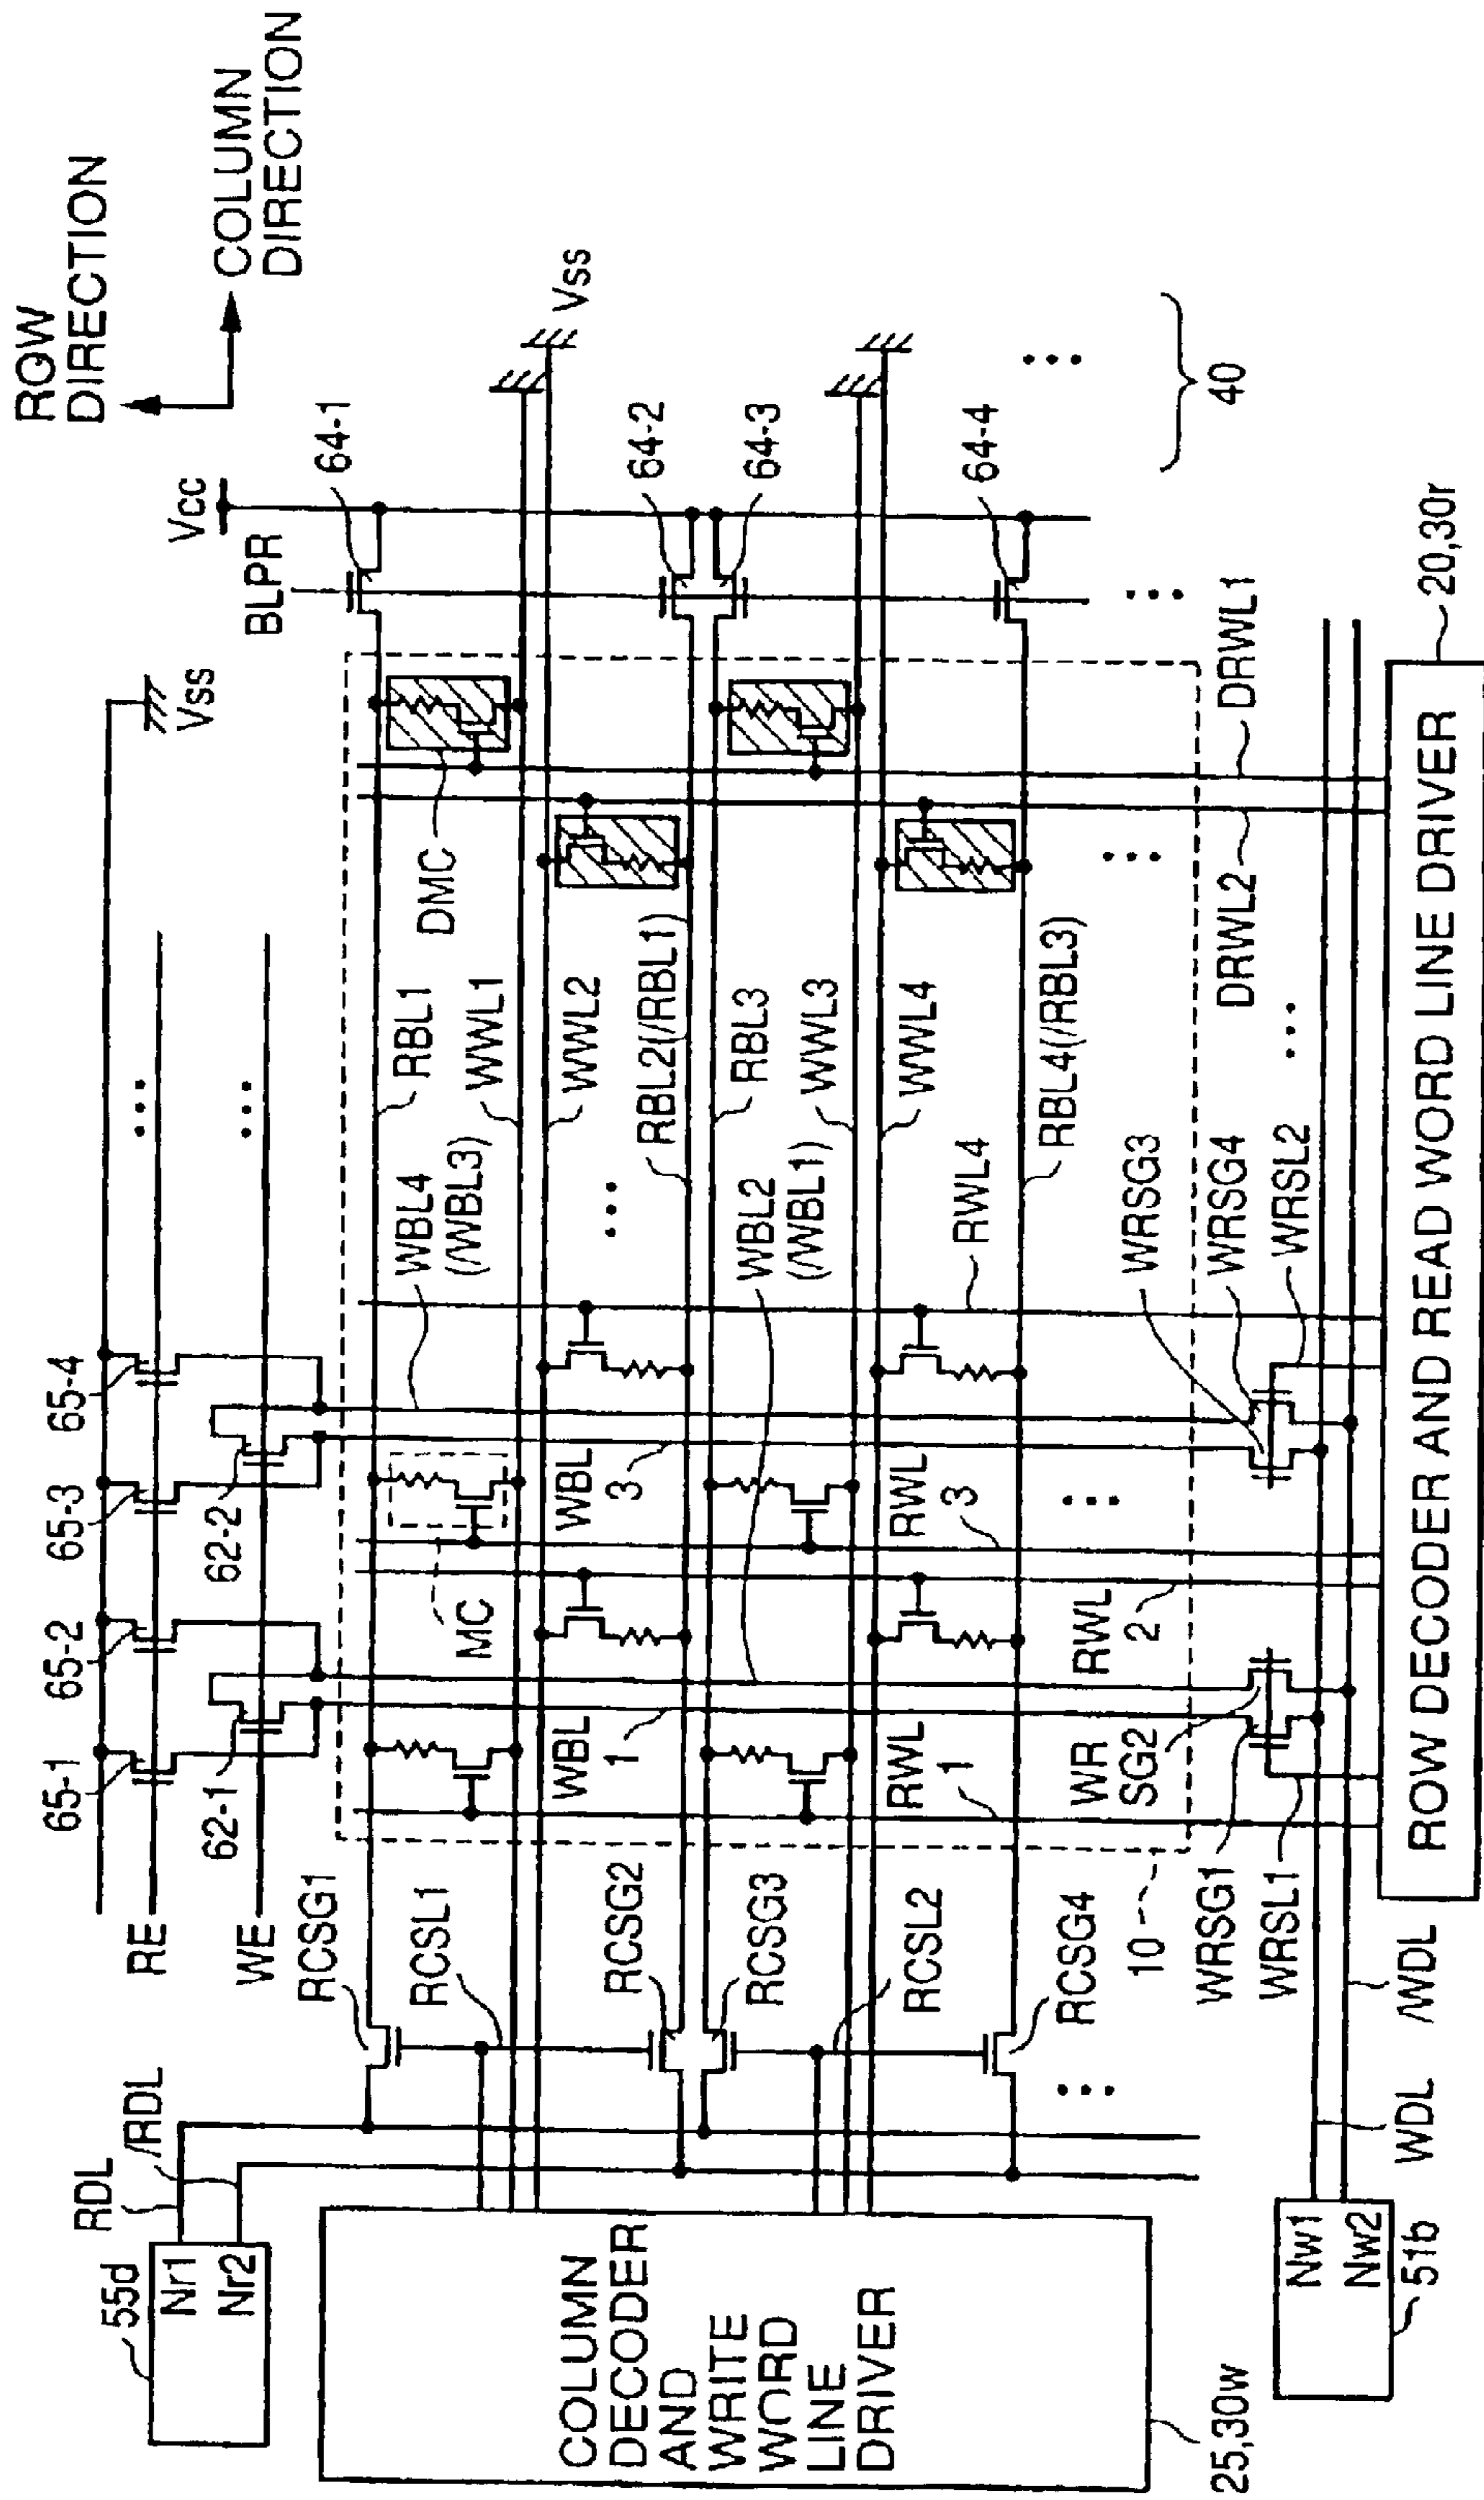 ROW
DIRECTION
COLUMN
DIRECTION
Vcc
BLPR
64-1
64-2
64-3
64-4
Vss
40
Vss
65-1
65-2
65-3
65-4
62-1
62-2
RE
WE
...
...
55d
Nr1
Nr2
RDL
/RDL
RCSG1
RCSL1
RCSG2
RCSG3
RCSL2
RCSG4
COLUMN
DECODER
AND
WRITE
WORD
LINE
DRIVER
25,30w
RBL1
WWL1
WWL2
RBL2(/RBL1)
RBL3
WWL3
WWL4
RBL4(/RBL3)
WBL4
(/WBL3)
WBL2
(/WBL1)
WBL
1
WBL
3
MC
DMC
RWL
1
RWL
2
RWL
3
RWL4
DRWL1
DRWL2
...
...
...
...
...
...
...
...
10
WRSG1
WRSL1
WR
SG2
WRSG3
WRSG4
WRSL2
WDL
/WDL
Nw1
Nw2
51b
ROW DECODER AND READ WORD LINE DRIVER
20,30r